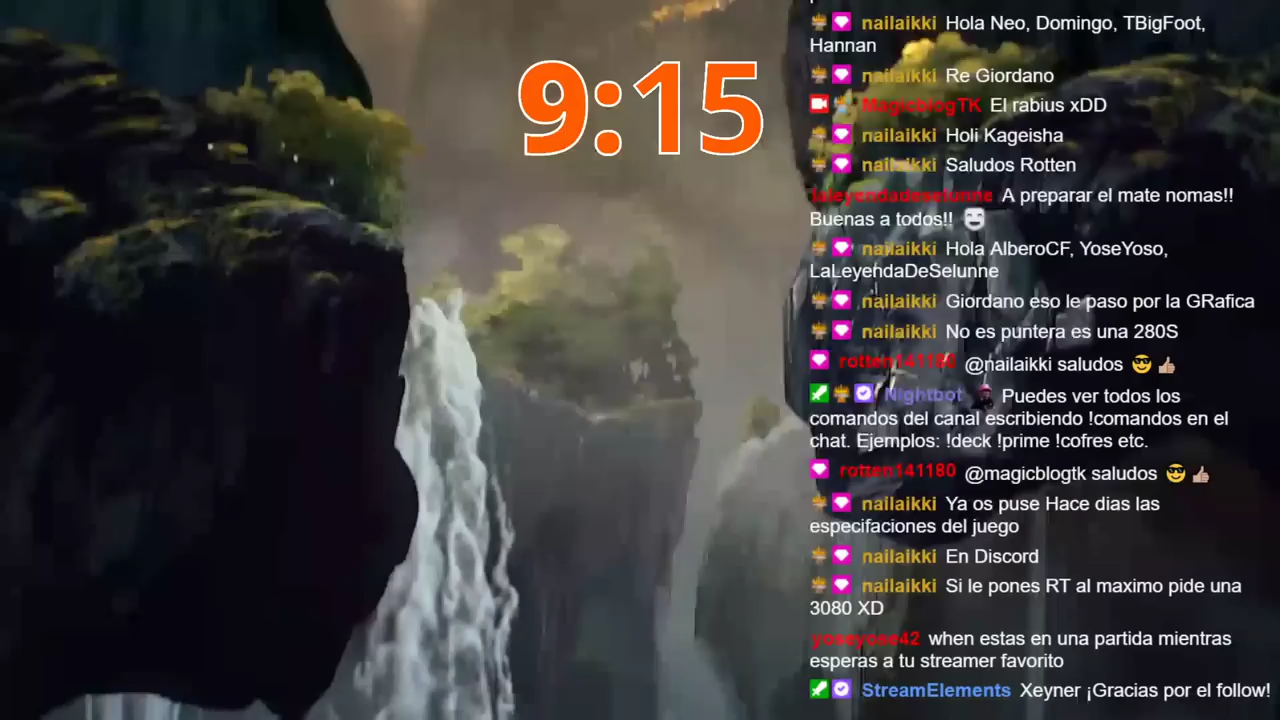 nailaikki Hola Neo, Domingo, TBigFoot,
Hannan
9:15
nailaikki Re Giordano
MagicblogTK El rabius xDD
nailaikki Holi Kageisha
nailaikki Saludos Rotten
laleyendadeselunne A preparar el mate nomas!!
Buenas a todos!!
nailaikki Hola AlberoCF, YoseYoso,
LaLeyendaDeSelunne
nailaikki Giordano eso le paso por la GRafica
nailaikki No es puntera es una 280S
rotten141180 @nailaikki saludos 😎👍🏼
Nightbot Puedes ver todos los
comandos del canal escribiendo !comandos en el
chat. Ejemplos: !deck !prime !cofres etc.
rotten141180 @magicblogtk saludos 😎👍🏼
nailaikki Ya os puse Hace dias las
especifaciones del juego
nailaikki En Discord
nailaikki Si le pones RT al maximo pide una
3080 XD
yoseyose42 when estas en una partida mientras
esperas a tu streamer favorito
StreamElements Xeyner ¡Gracias por el follow!